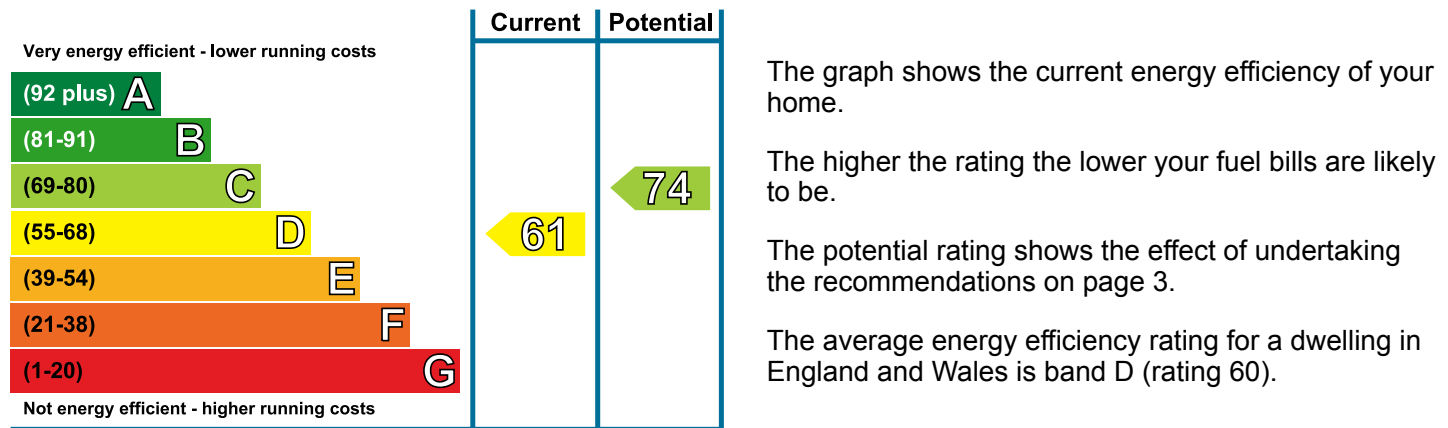 Current Potential
Very energy efficient - lower running costs
(92 plus) A
(81-91) B
(69-80) C
74
(55-68) D
61
(39-54) E
(21-38) F
(1-20) G
Not energy efficient - higher running costs
The graph shows the current energy efficiency of your
home.
The higher the rating the lower your fuel bills are likely
to be.
The potential rating shows the effect of undertaking
the recommendations on page 3.
The average energy efficiency rating for a dwelling in
England and Wales is band D (rating 60).